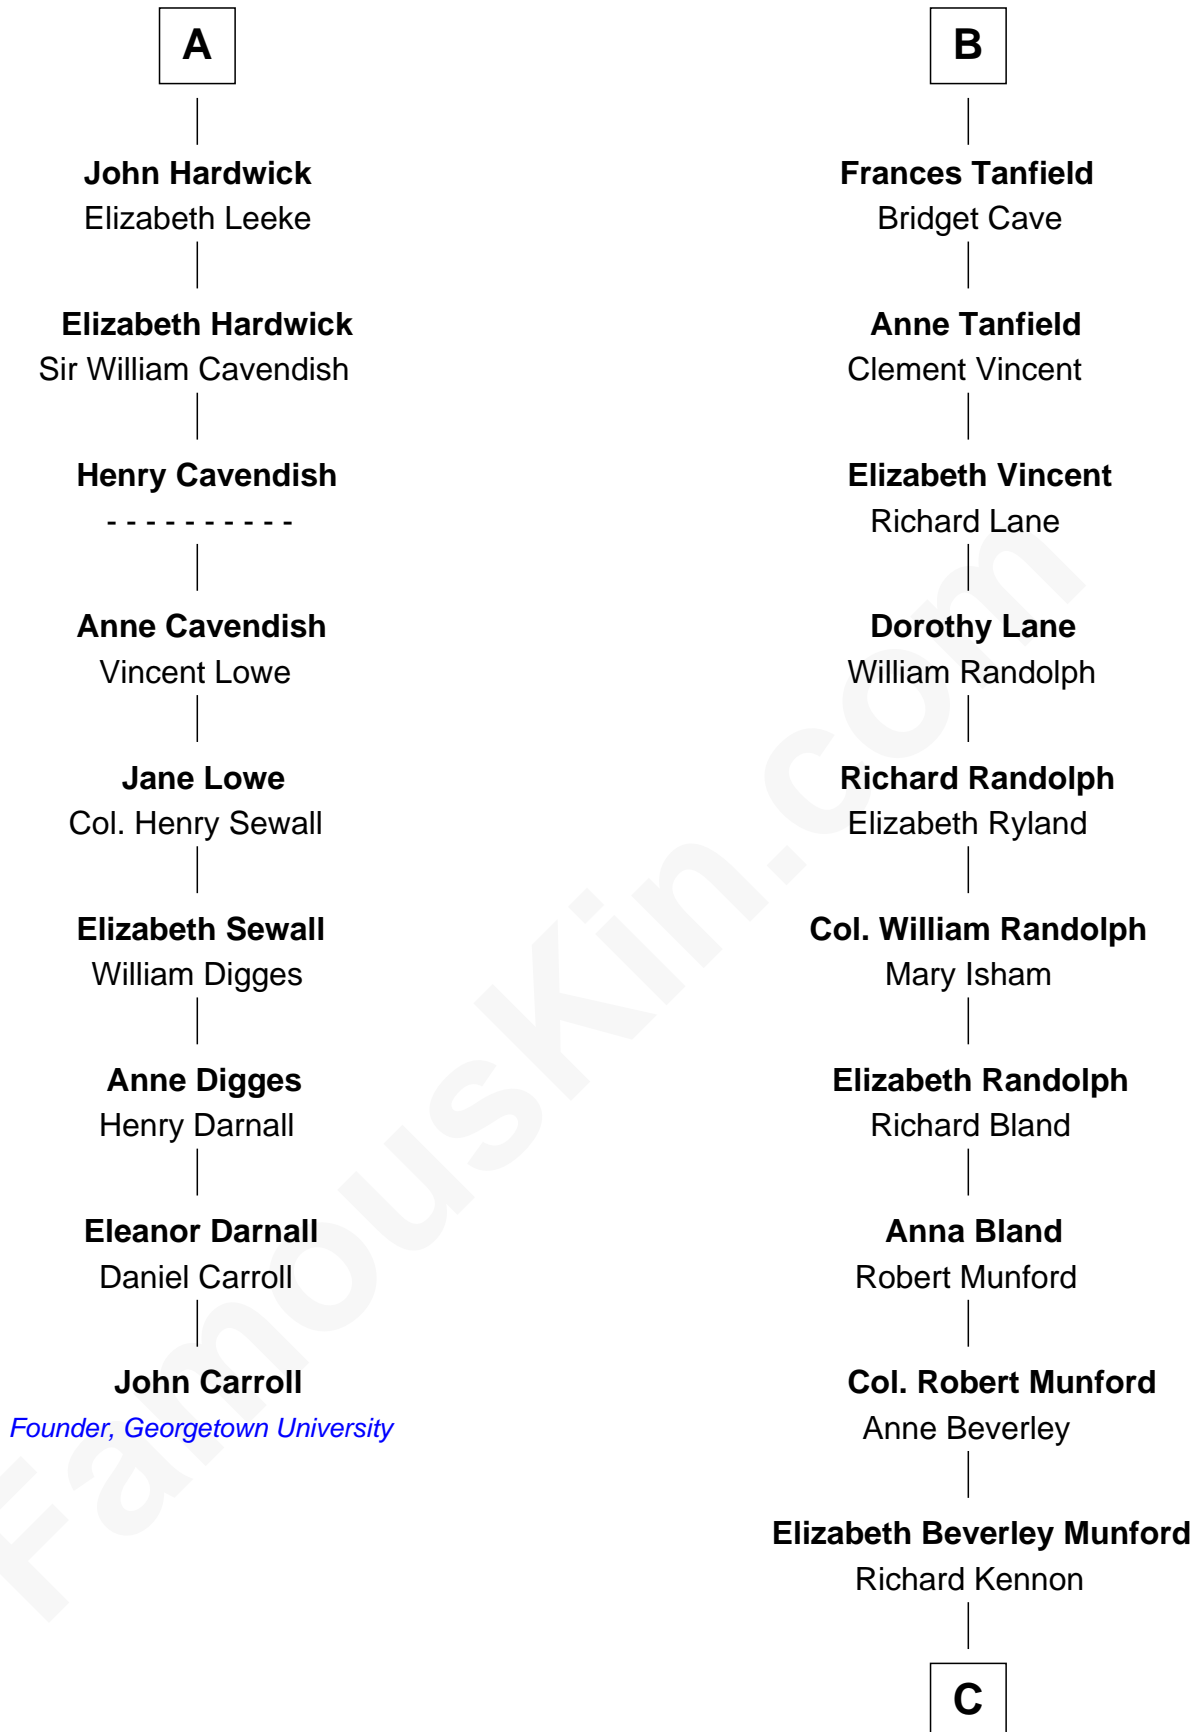 A
John Hardwick
Elizabeth Leeke
Elizabeth Hardwick
Sir William Cavendish
Henry Cavendish
- - - - - - - - - -
Anne Cavendish
Vincent Lowe
Jane Lowe
Col. Henry Sewall
Elizabeth Sewall
William Digges
Anne Digges
Henry Darnall
Eleanor Darnall
Daniel Carroll
John Carroll
Founder, Georgetown University
B
Frances Tanfield
Bridget Cave
Anne Tanfield
Clement Vincent
Elizabeth Vincent
Richard Lane
Dorothy Lane
William Randolph
Richard Randolph
Elizabeth Ryland
Col. William Randolph
Mary Isham
Elizabeth Randolph
Richard Bland
Anna Bland
Robert Munford
Col. Robert Munford
Anne Beverley
Elizabeth Beverley Munford
Richard Kennon
C
FamousKin.com